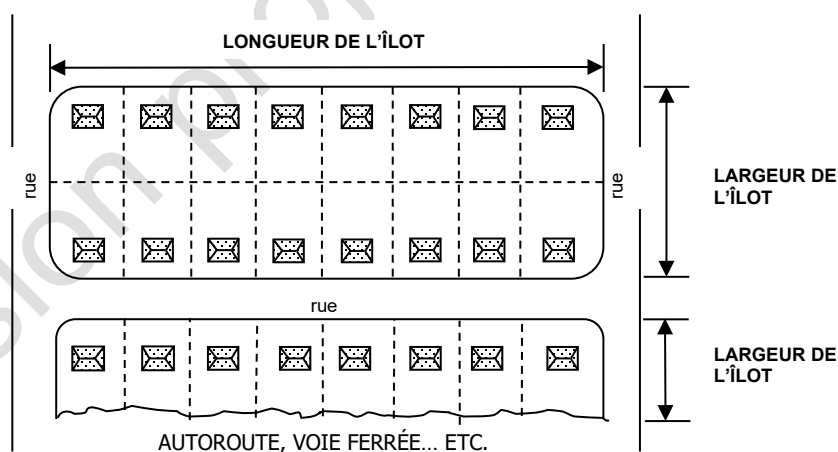 LONGUEUR DE L'ÎLOT
rue
rue
LARGEUR DE
L'ÎLOT
rue
LARGEUR DE
L'ÎLOT
AUTOROUTE, VOIE FERRÉE... ETC.